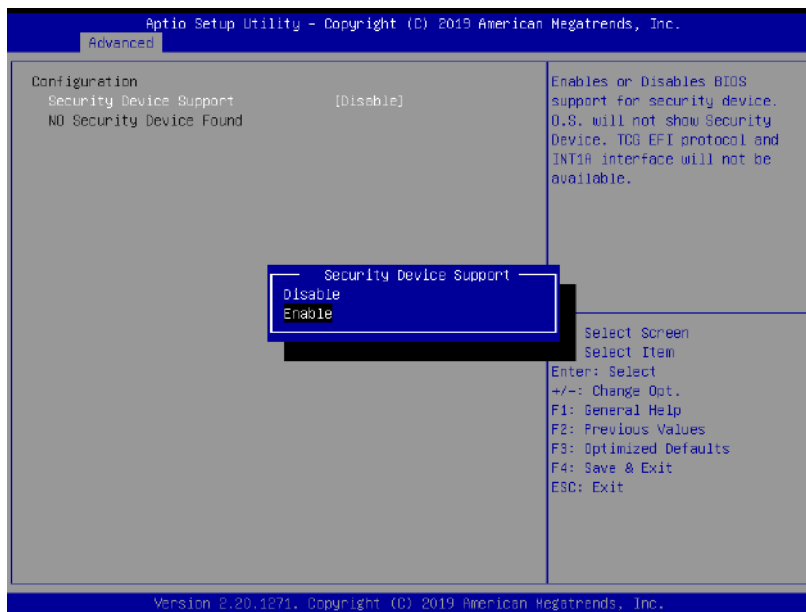 Aptio Setup Utility – Copyright (C) 2019 American Megatrends, Inc.
Advanced
Configuration
Security Device Support [Disable]
NO Security Device Found
Enables or Disables BIOS
support for security device.
O.S. will not show Security
Device. TCG EFI protocol and
INT1A interface will not be
available.
Security Device Support
Disable
Enable
Select Screen
Select Item
Enter: Select
+/-: Change Opt.
F1: General Help
F2: Previous Values
F3: Optimized Defaults
F4: Save & Exit
ESC: Exit
Version 2.20.1271. Copyright (C) 2019 American Megatrends, Inc.